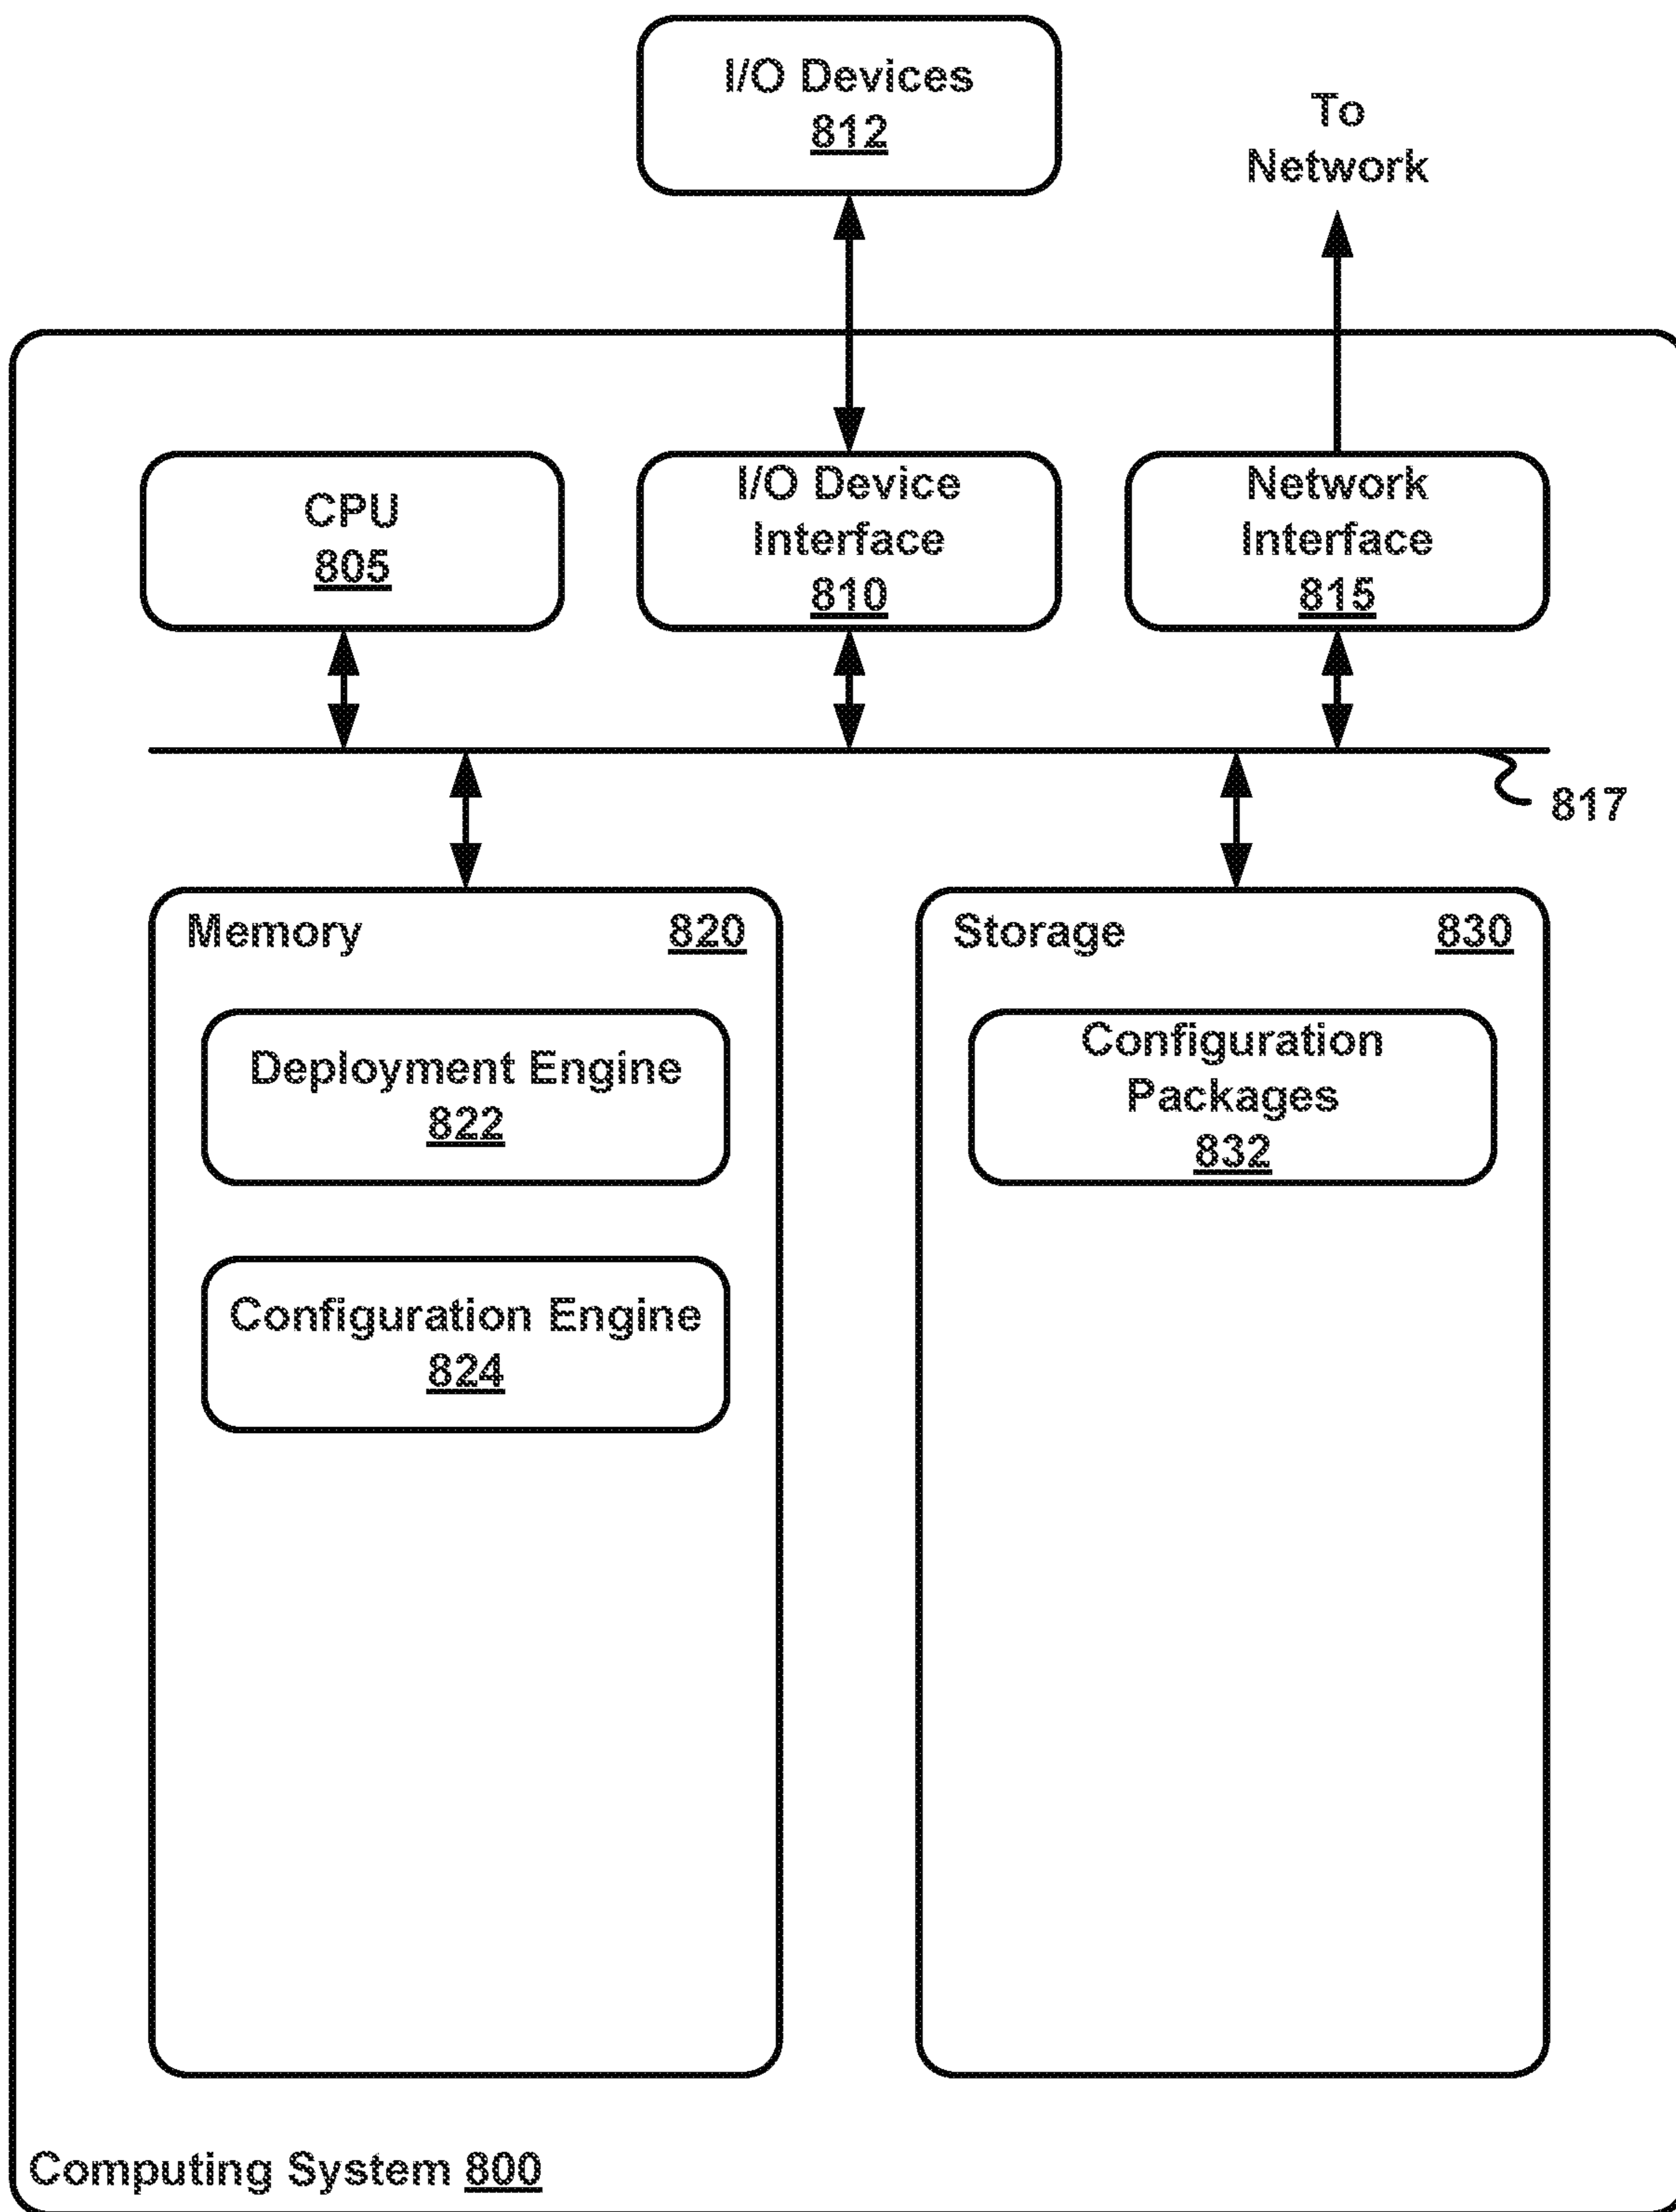 I/O Devices
812
To
Network
CPU
805
I/O Device
Interface
810
Network
Interface
815
817
Memory 820
Deployment Engine
822
Configuration Engine
824
Storage 830
Configuration
Packages
832
Computing System 800